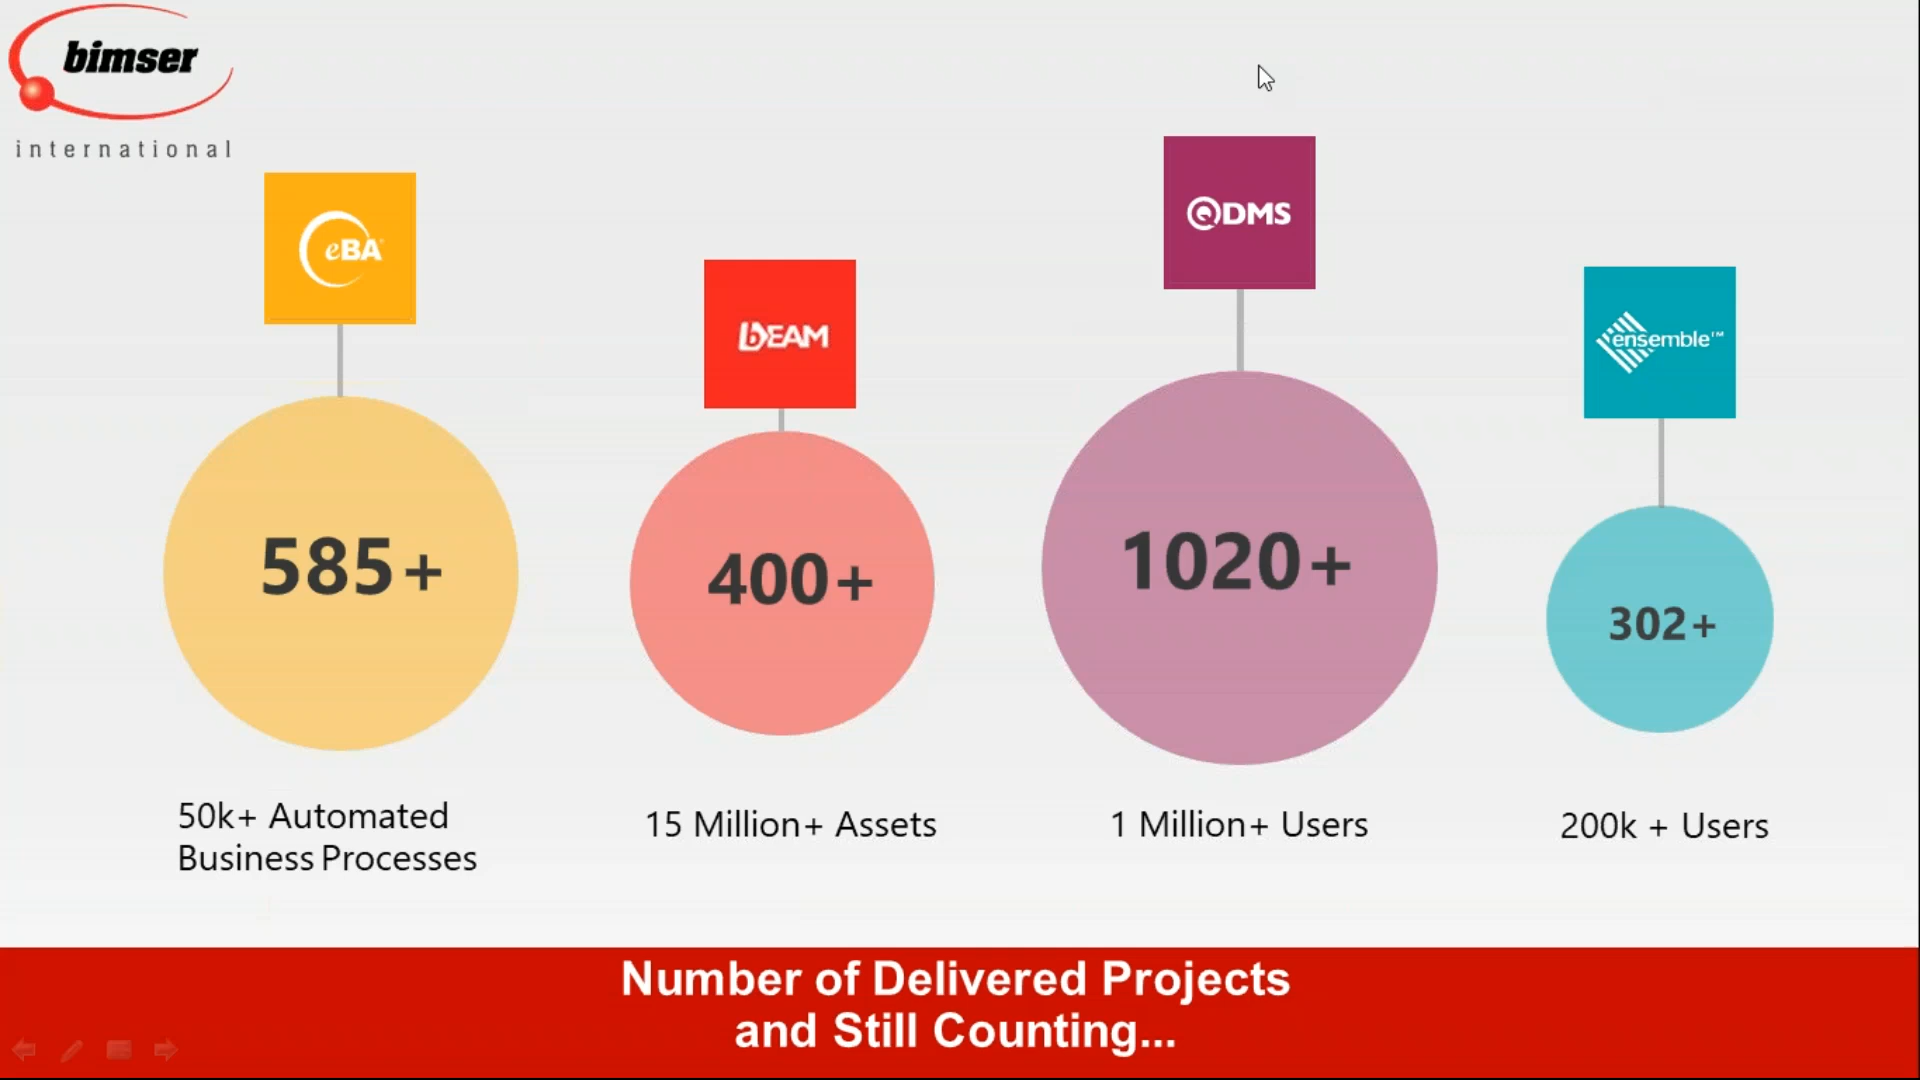 bimser
international
eBA
bEAM
QDMS
ensemble™
585+
400+
1020+
302+
50k+ Automated
Business Processes
15 Million+ Assets
1 Million+ Users
200k + Users
Number of Delivered Projects
and Still Counting...